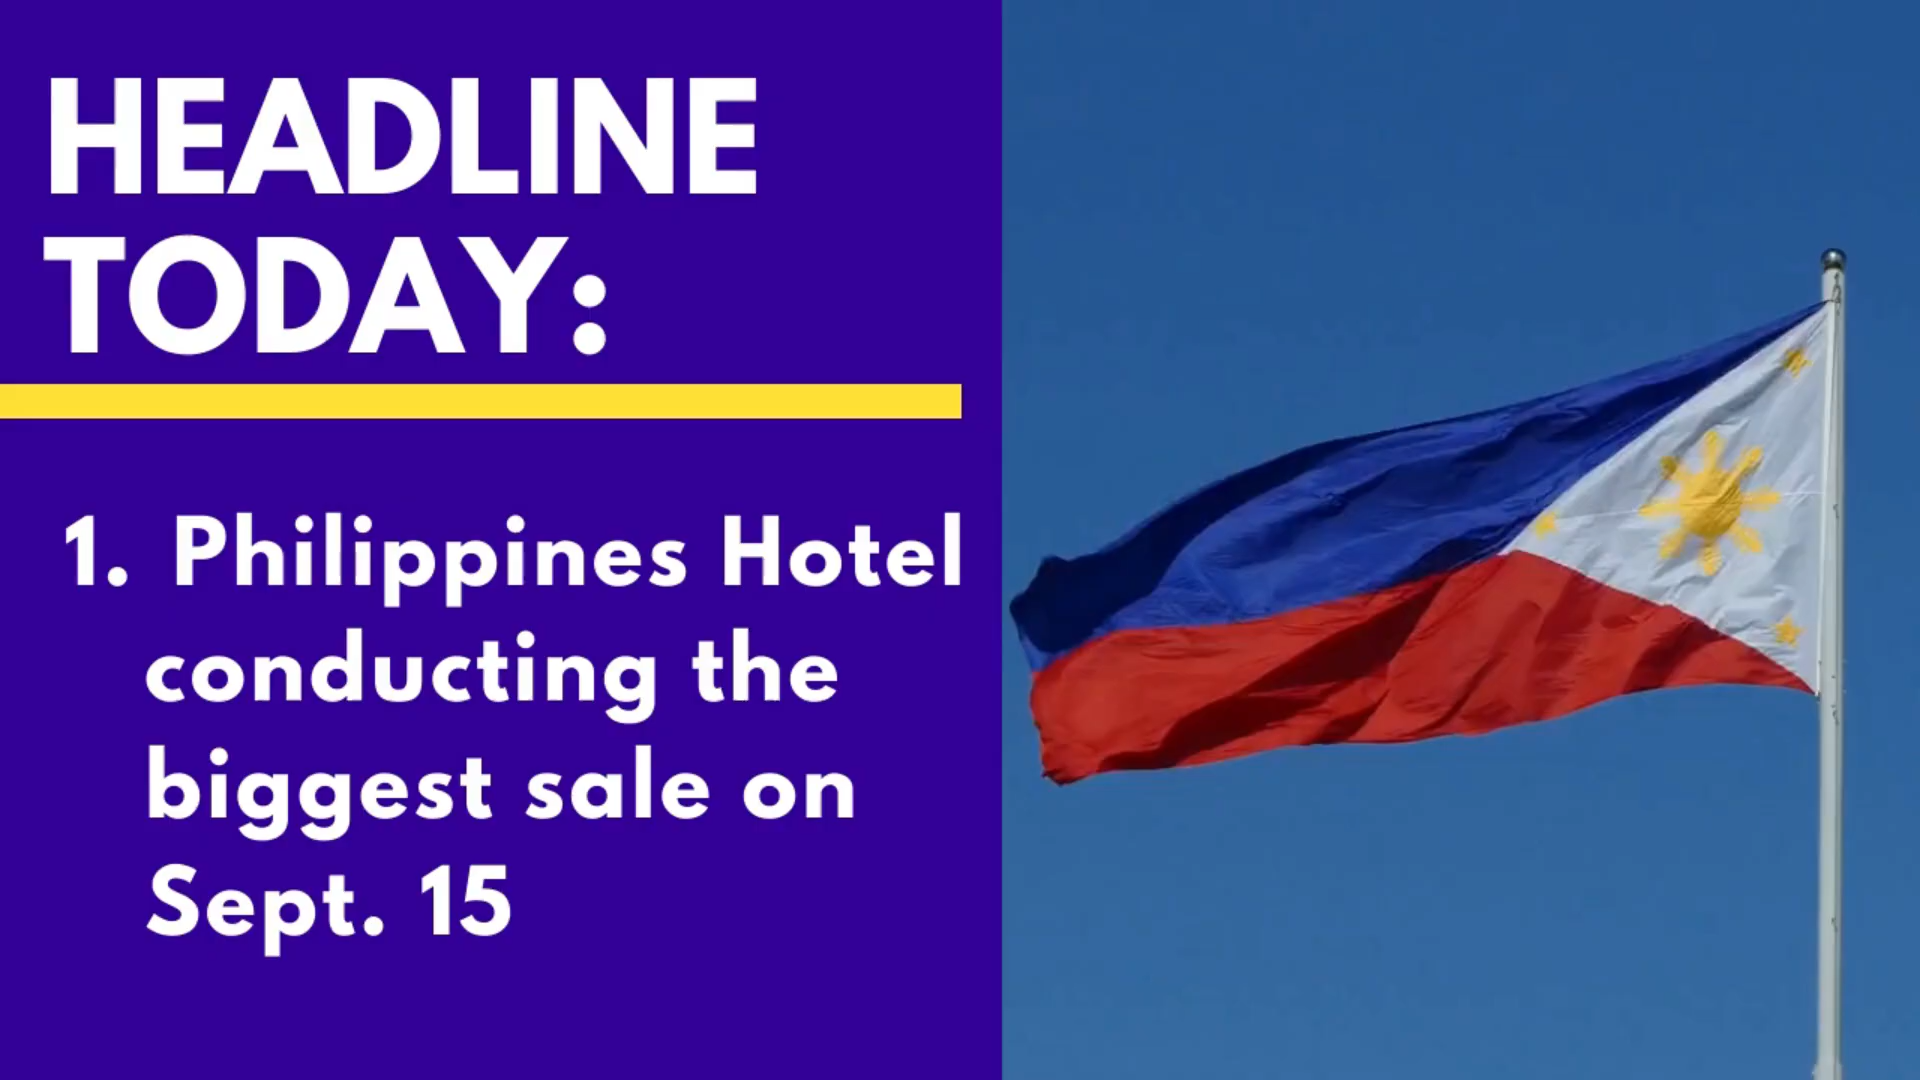 HEADLINE
TODAY:
1. Philippines Hotel
conducting the
biggest sale on
Sept. 15